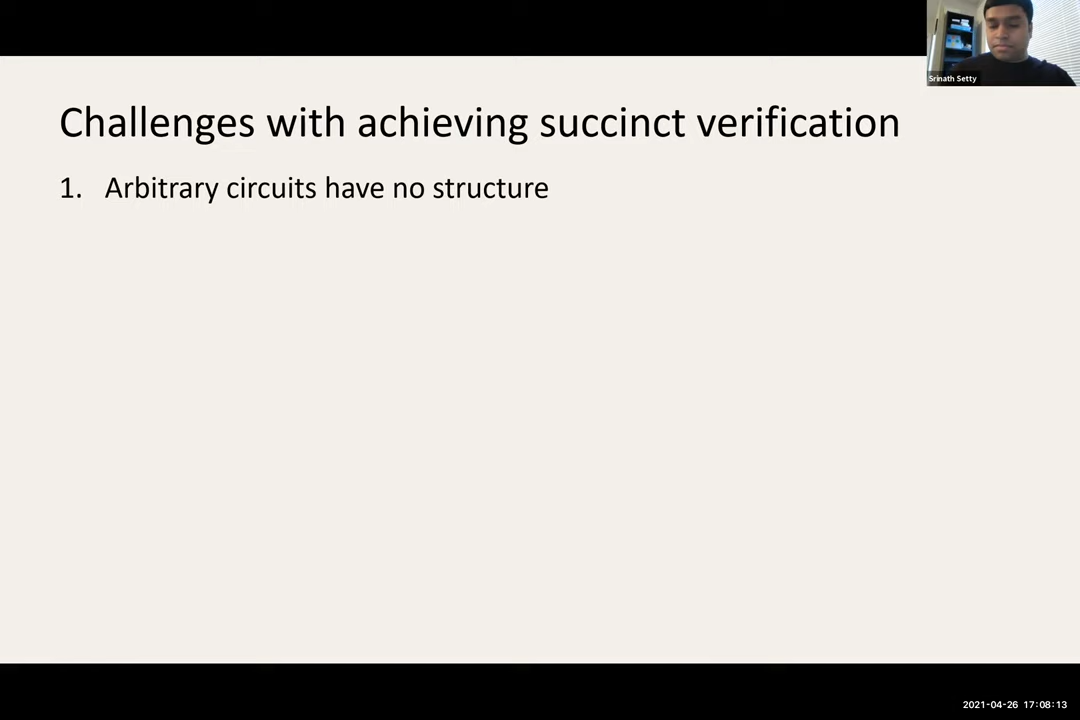 Srinath Setty
Challenges with achieving succinct verification
1. Arbitrary circuits have no structure
2021-04-26 17:08:13